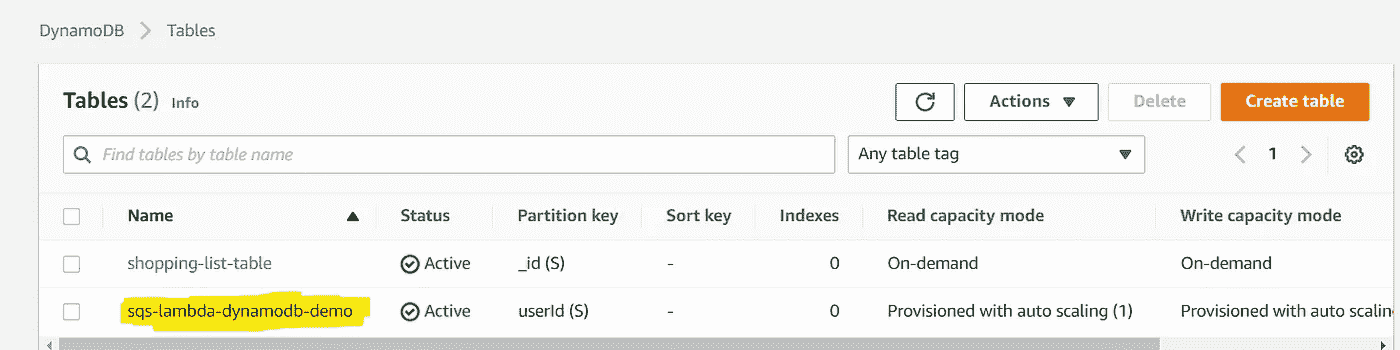 DynamoDB > Tables
Tables (2) Info
Actions
Delete
Create table
Find tables by table name
Any table tag
1
Name Status Partition key Sort key Indexes Read capacity mode Write capacity mode
shopping-list-table Active _id (S) - 0 On-demand On-demand
sqs-lambda-dynamodb-demo Active userId (S) - 0 Provisioned with auto scaling (1) Provisioned with auto scalin